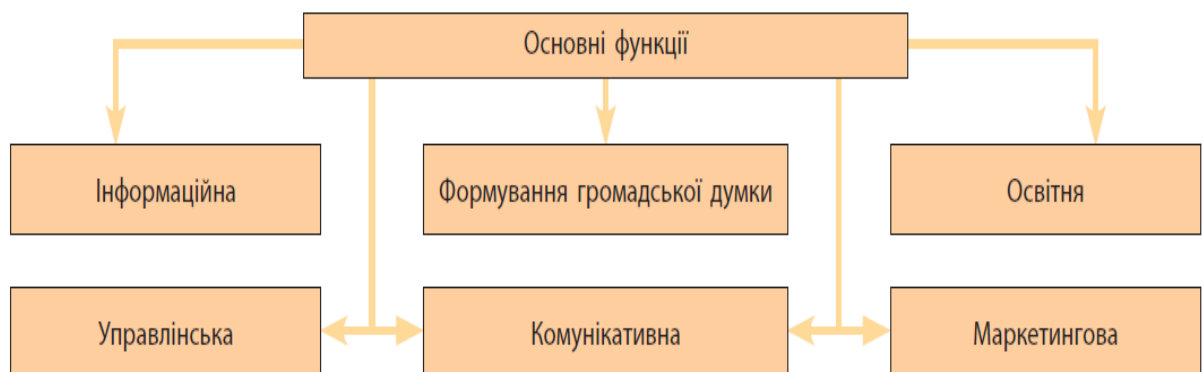 Основні функції
Інформаційна
Формування громадської думки
Освітня
Управлінська
Комунікативна
Маркетингова